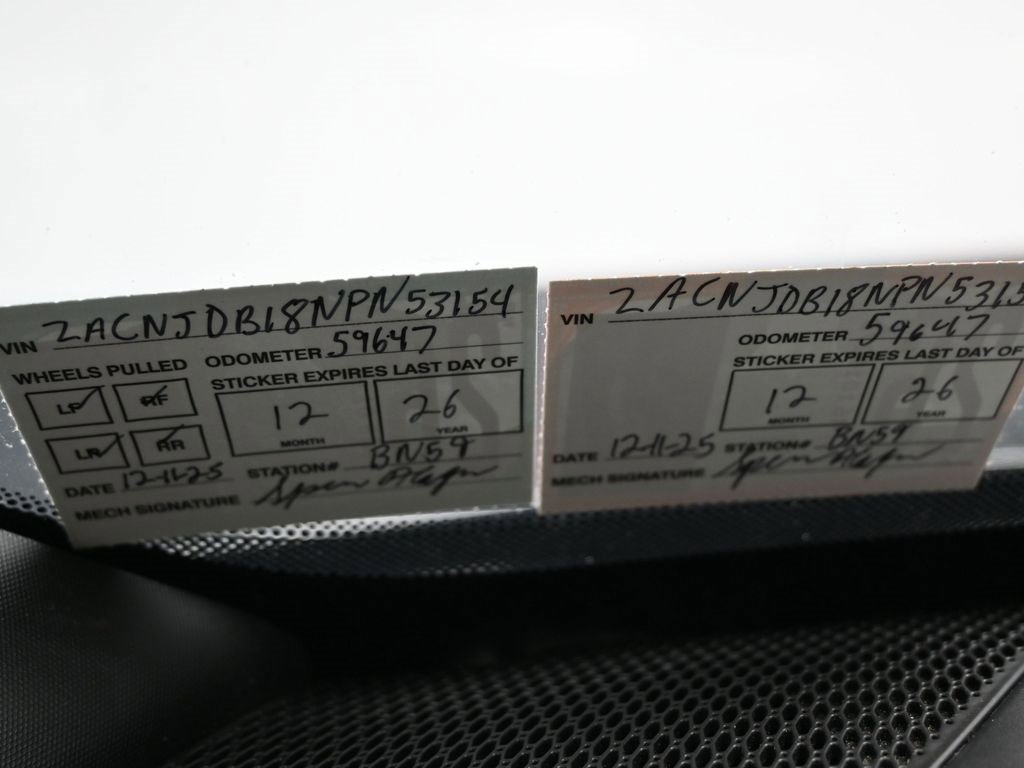 VIN ZACNJDB18NPN53154
WHEELS PULLED
ODOMETER 59647
STICKER EXPIRES LAST DAY OF
LF RF
LR RR
12 26
MONTH YEAR
DATE 12-11-25 STATION# BN59
MECH SIGNATURE
VIN ZACNJDB18NPN5315
ODOMETER 59647
STICKER EXPIRES LAST DAY OF
12 26
MONTH YEAR
DATE 12-11-25 STATION# BN59
MECH SIGNATURE